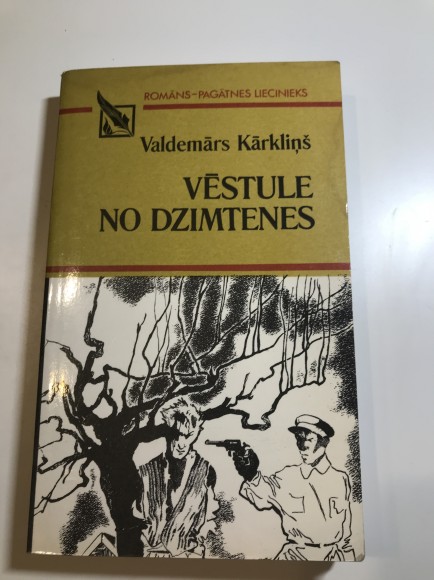 ROMĀNS–PAGĀTNES LIECINIEKS
Valdemārs Kārkliņš
VĒSTULE
NO DZIMTENES